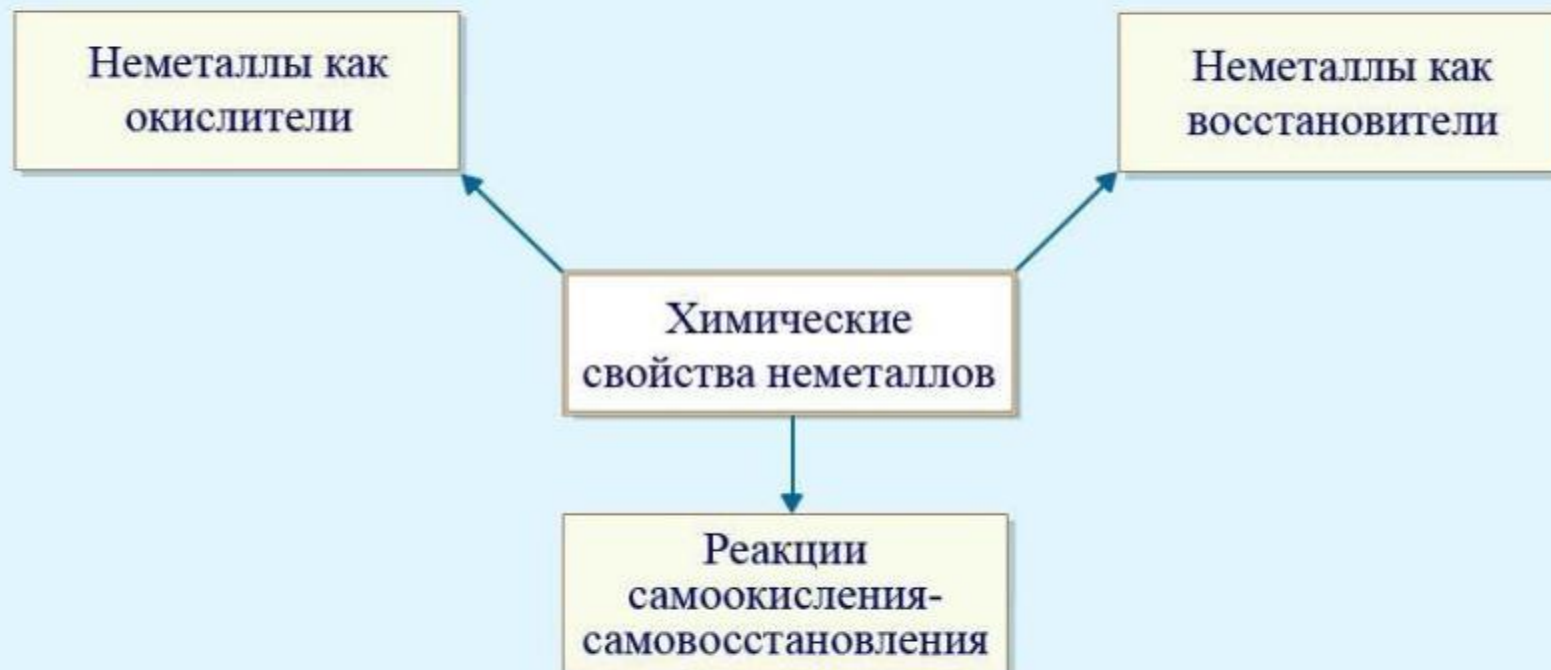 Неметаллы как
окислители
Неметаллы как
восстановители
Химические
свойства неметаллов
Реакции
самоокисления-
самовосстановления